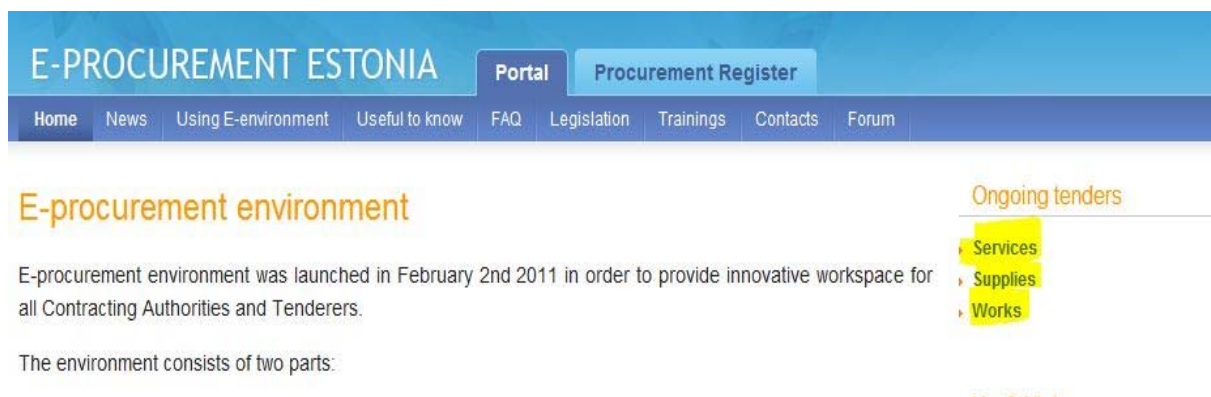 E-PROCUREMENT ESTONIA
Portal
Procurement Register
Home News Using E-environment Useful to know FAQ Legislation Trainings Contacts Forum
E-procurement environment
E-procurement environment was launched in February 2nd 2011 in order to provide innovative workspace for
all Contracting Authorities and Tenderers.
The environment consists of two parts:
Ongoing tenders
Services
Supplies
Works